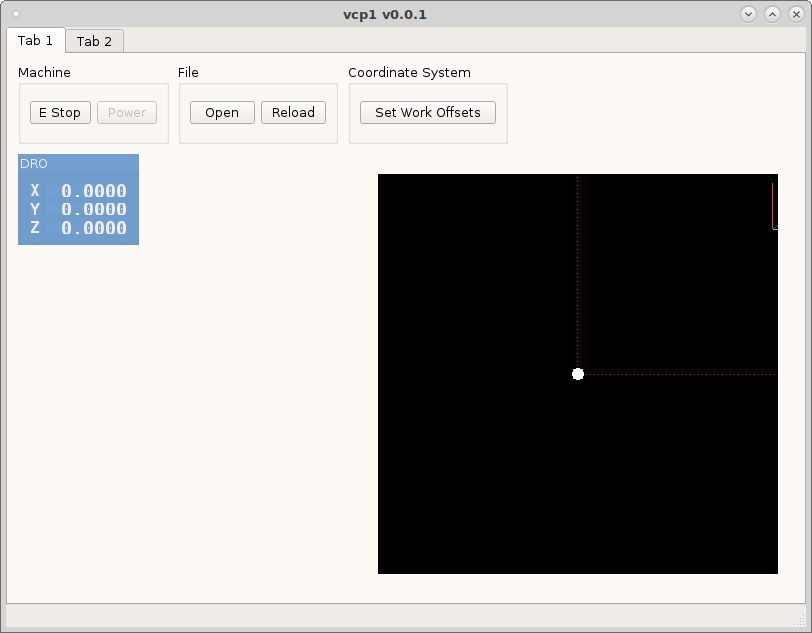 vcp1 v0.0.1
Tab 1 Tab 2
Machine File Coordinate System
E Stop Power Open Reload Set Work Offsets
DRO
X 0.0000
Y 0.0000
Z 0.0000